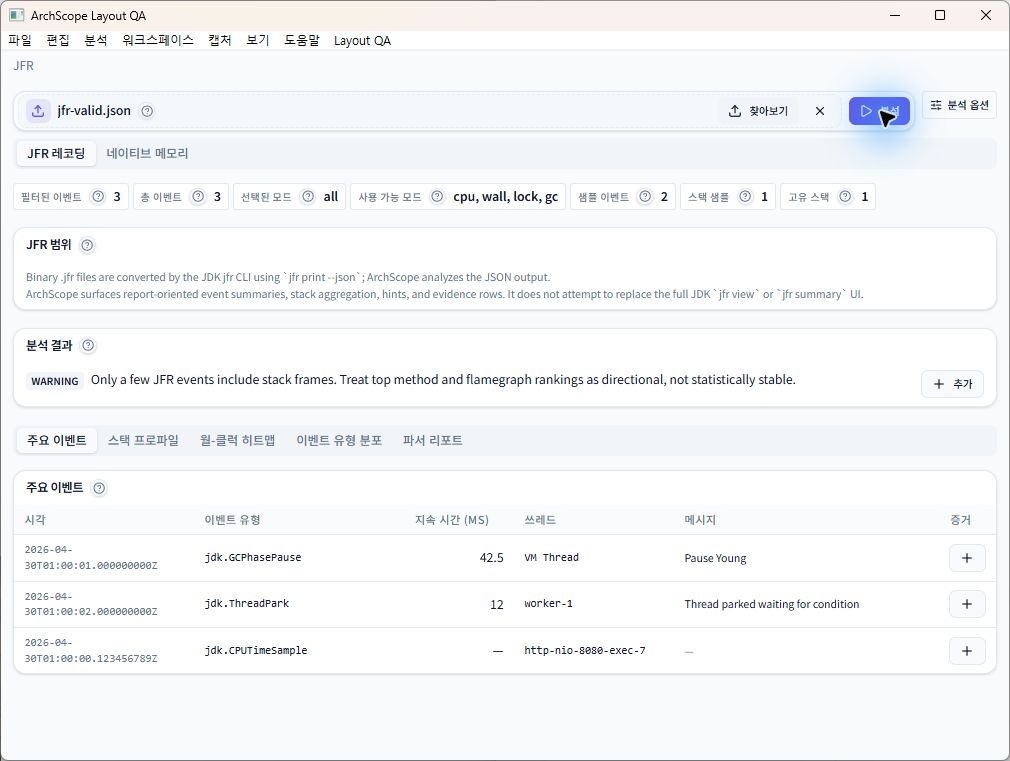 ArchScope Layout QA
파일 편집 분석 워크스페이스 캡처 보기 도움말 Layout QA
JFR
jfr-valid.json
찾아보기
분석 옵션
JFR 레코딩 네이티브 메모리
필터된 이벤트 3 총 이벤트 3 선택된 모드 all 사용 가능 모드 cpu, wall, lock, gc 샘플 이벤트 2 스택 샘플 1 고유 스택 1
JFR 범위
Binary .jfr files are converted by the JDK jfr CLI using `jfr print --json`; ArchScope analyzes the JSON output.
ArchScope surfaces report-oriented event summaries, stack aggregation, hints, and evidence rows. It does not attempt to replace the full JDK `jfr view` or `jfr summary` UI.
분석 결과
WARNING Only a few JFR events include stack frames. Treat top method and flamegraph rankings as directional, not statistically stable.
추가
주요 이벤트 스택 프로파일 월-클럭 히트맵 이벤트 유형 분포 파서 리포트
주요 이벤트
시각 이벤트 유형 지속 시간 (MS) 쓰레드 메시지 증거
2026-04-
30T01:00:01.000000000Z
jdk.GCPhasePause 42.5 VM Thread Pause Young
2026-04-
30T01:00:02.000000000Z
jdk.ThreadPark 12 worker-1 Thread parked waiting for condition
2026-04-
30T01:00:00.123456789Z
jdk.CPUTimeSample — http-nio-8080-exec-7 —